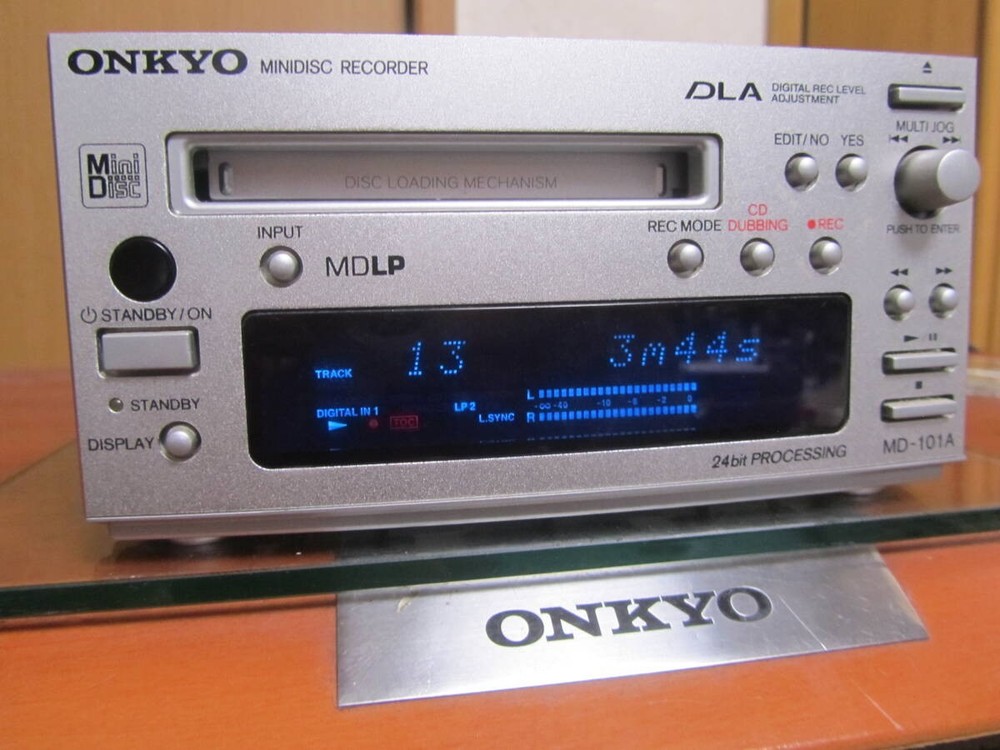 ONKYO MINIDISC RECORDER
DLA DIGITAL REC LEVEL
ADJUSTMENT
MULTI JOG
EDIT/NO YES
Mini
Disc
DISC LOADING MECHANISM
PUSH TO ENTER
INPUT
REC MODE
CD
DUBBING
REC
MDLP
STANDBY/ON
TRACK 13 3m44s
DIGITAL IN 1 LP2 L.SYNC
TOC
L
-∞ -40 -10 -6 -2 0
R
STANDBY
DISPLAY
24bit PROCESSING
MD-101A
ONKYO